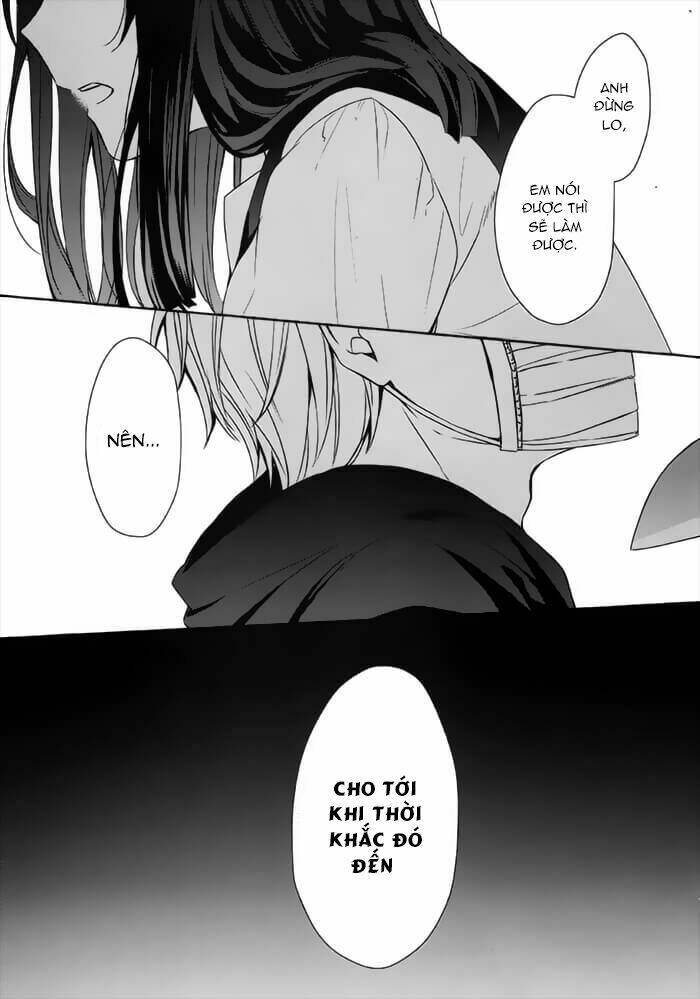 ANH
ĐỪNG
LO,
EM NÓI
ĐƯỢC THÌ
SẼ LÀM
ĐƯỢC.
NÊN...
CHO TỚI
KHI THỜI
KHẮC ĐÓ
ĐẾN